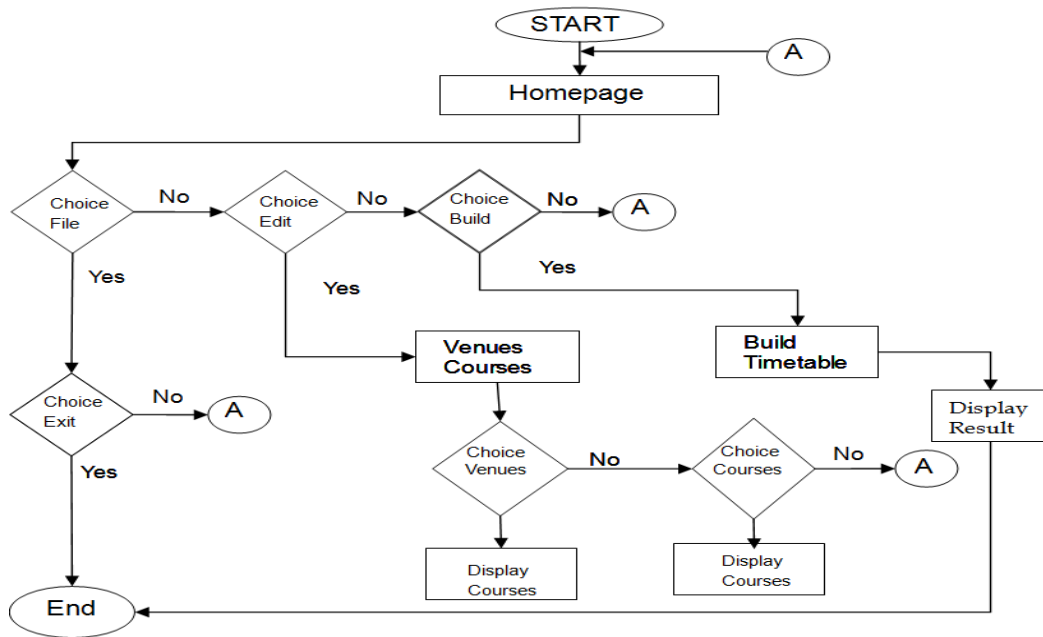 START
A
Homepage
Choice
File
No
Choice
Edit
No
Choice
Build
No
A
Yes
Yes
Yes
Venues
Courses
Build
Timetable
Choice
Exit
No
A
Display
Result
Yes
Choice
Venues
No
Choice
Courses
No
A
Display
Courses
Display
Courses
End